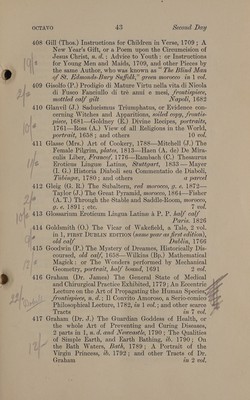 OCTAVO 43 Second Day
408 Gill (Thos.) Instructions for Children in Verse, 1709; A
New Year's Gift, or a Poem upon the Circumcision of
Jesus Christ, n. d.; Advice to Youth: or Instructions
for Young Men and Maids, 1709, and other Pieces by
the same Author, who was known as "The Blind Man
of St. Edmonds-Bury Suffolk," green morocco in 1 vol.
409 Gisolfo (P.) Prodigio di Mature Virtu nella vita di Nicola
di Fusco Fanciullo di tre anni e mesi, frontispiece,
mottled calf gilt Napoli, 1682
410 Glanvil (J.) Sadducismus Triumphatus, or Evidence con-
cerning Witches and Apparitions, soiled copy, frontis-
piece, 1681—Goldney (E.) Divine Recipes, portraits,
1761—Ross (A.) View of all Religions in the World,
portrait, 1658; and others 10 vol.
411 Glasse (Mrs.) Art of Cookery, 1788—Mitchell (J.) The
Female Pilgrim, plates, 1813—Haen (A. de) De Mira-
culis Liber, Francof, 1776—Rambach (C.) Thesaurus
Eroticus Linguæ Latinæ, Stuttgart, 1833—Mayer
(I. G.) Historia Diaboli seu Commentatio de Diaboli,
Tübingæ, 1780; and others a parcel
412 Gleig (G. R.) The Subaltern, red morocco, g. e. 1872—
Taylor (J.) The Great Pyramid, morocco, 1864—Fisher
(A. T.) Through the Stable and Saddle-Room, morocco,
g. e. 1891; etc. 7 vol.
413 Glossarium Eroticum Linguæ Latinæ à P. P. half calf
Paris, 1826
414 Goldsmith (O.) The Vicar of Wakefield, a Tale, 2 vol.
in 1, FIRST DUBLIN EDITION (same year as first edition),
old calf Dublin, 1766
415 Goodwin (P.) The Mystery of Dreames, Historically Dis-
coursed, old calf, 1658—Wilkins (Bp.) Mathematical
Magick: or The Wonders performed by Mechanical
Geometry, portrait, half bound, 1691 2 vol.
416 Graham (Dr. James) The General State of Medical
and Chirurgical Practice Exhibited, 1779; An Eccentric
Lecture on the Art of Propagating the Human Species,
frontispiece, n. d.; Il Convito Amoroso, a Serio-comico
Philosophical Lecture, 1782, in 1 vol.; and other scarce
Tracts in 7 vol.
417 Graham (Dr. J.) The Guardian Goddess of Health, or
the whole Art of Preventing and Curing Diseases,
2 parts in 1, n. d. and Newcastle, 1790; The Qualities
of Simple Earth, and Earth Bathing, ib. 1790; On
the Bath Waters, Bath, 1789; A Portrait of the
Virgin Princess, ib. 1792; and other Tracts of Dr.
Graham in 2 vol.